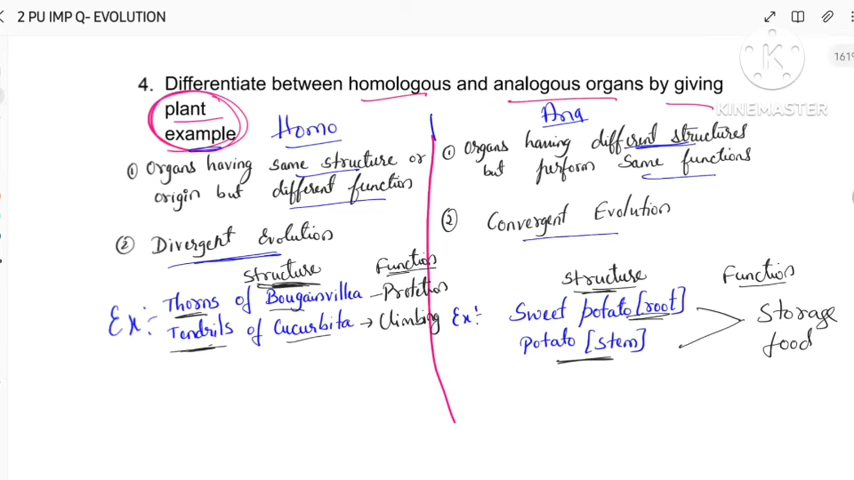 2 PU IMP Q- EVOLUTION
161%
KINEMASTER
4. Differentiate between homologous and analogous organs by giving
plant
example
Homo
① Organs having same structure or
origin but different function
② Divergent Evolution
Structure Function
Ex:- Thorns of Bougainvillea - Protection
Tendrils of Cucurbita → Climbing
Ana
① Organs having different structures
but perform same functions
② Convergent Evolution
Structure Function
Ex: Sweet potato [root]
Potato [stem]
Storage
food